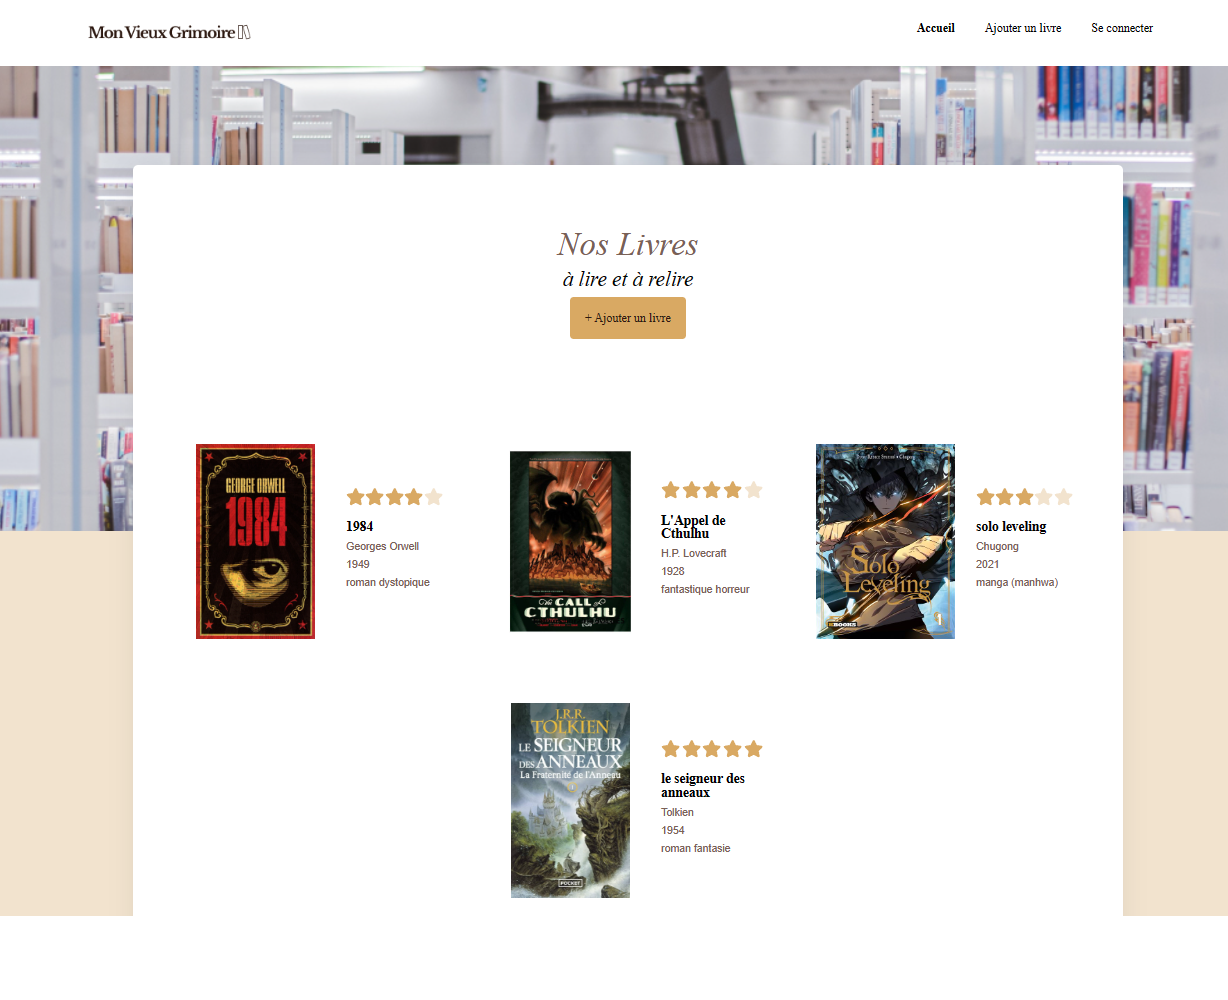 Mon Vieux Grimoire
Accueil
Ajouter un livre
Se connecter
Nos Livres
à lire et à relire
+ Ajouter un livre
GEORGE ORWELL
1984
1984
Georges Orwell
1949
roman dystopique
The CALL of
CTHULHU
L'Appel de
Cthulhu
H.P. Lovecraft
1928
fantastique horreur
Solo
Leveling
1
solo leveling
Chugong
2021
manga (manhwa)
J.R.R.
TOLKIEN
LE SEIGNEUR
DES ANNEAUX
La Fraternité de l'Anneau
POCKET
le seigneur des
anneaux
Tolkien
1954
roman fantasie